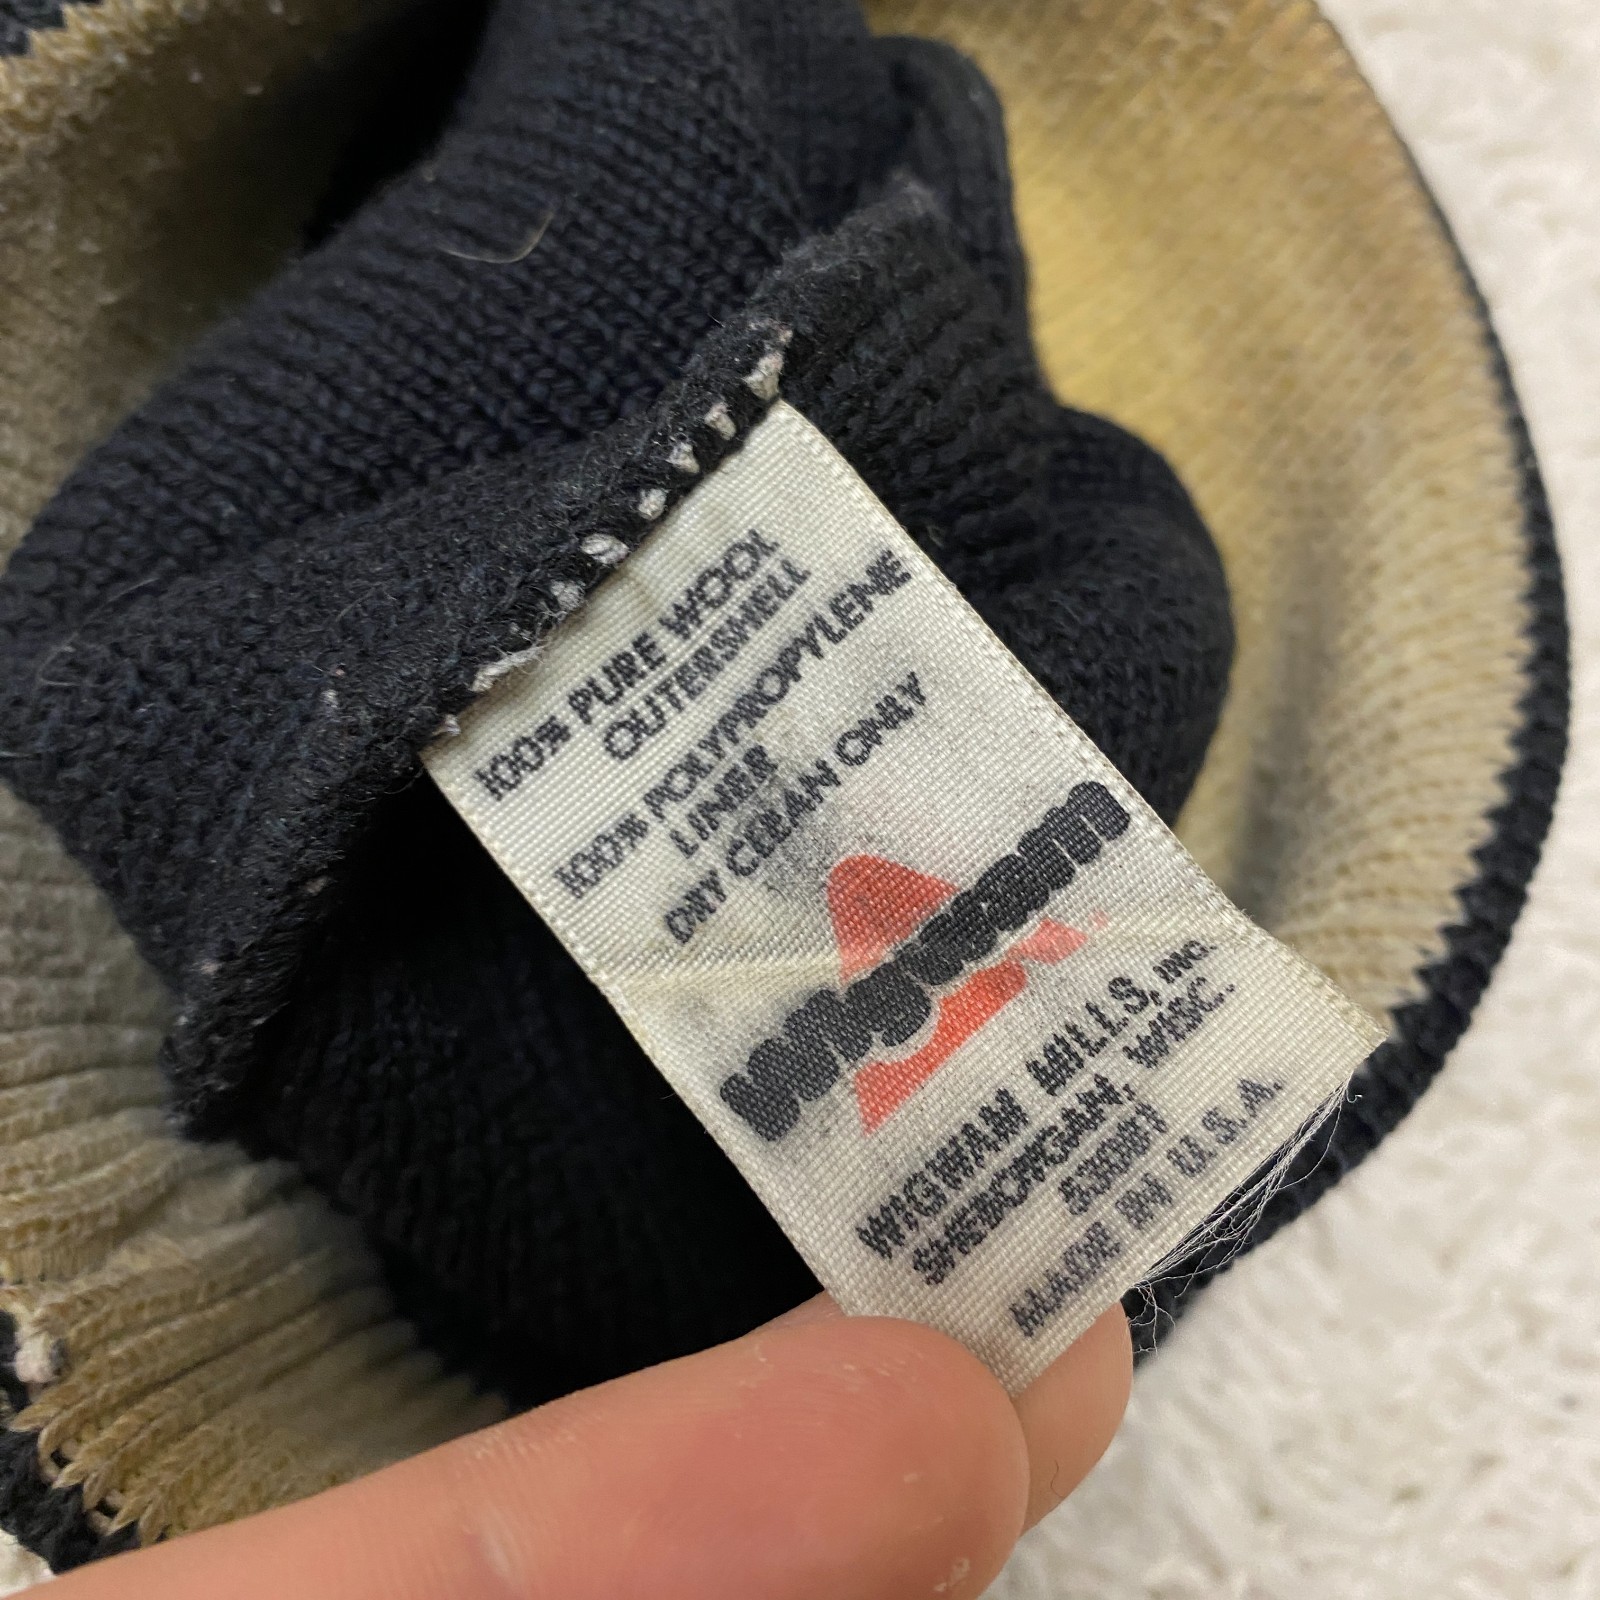 100% PURE WOOL
OUTERSHELL
100% POLYPROPYLENE
LINER
DRY CLEAN ONLY
wigwam
WIGWAM MILLS, INC.
SHEBOYGAN, WISC.
53081
MADE IN U.S.A.